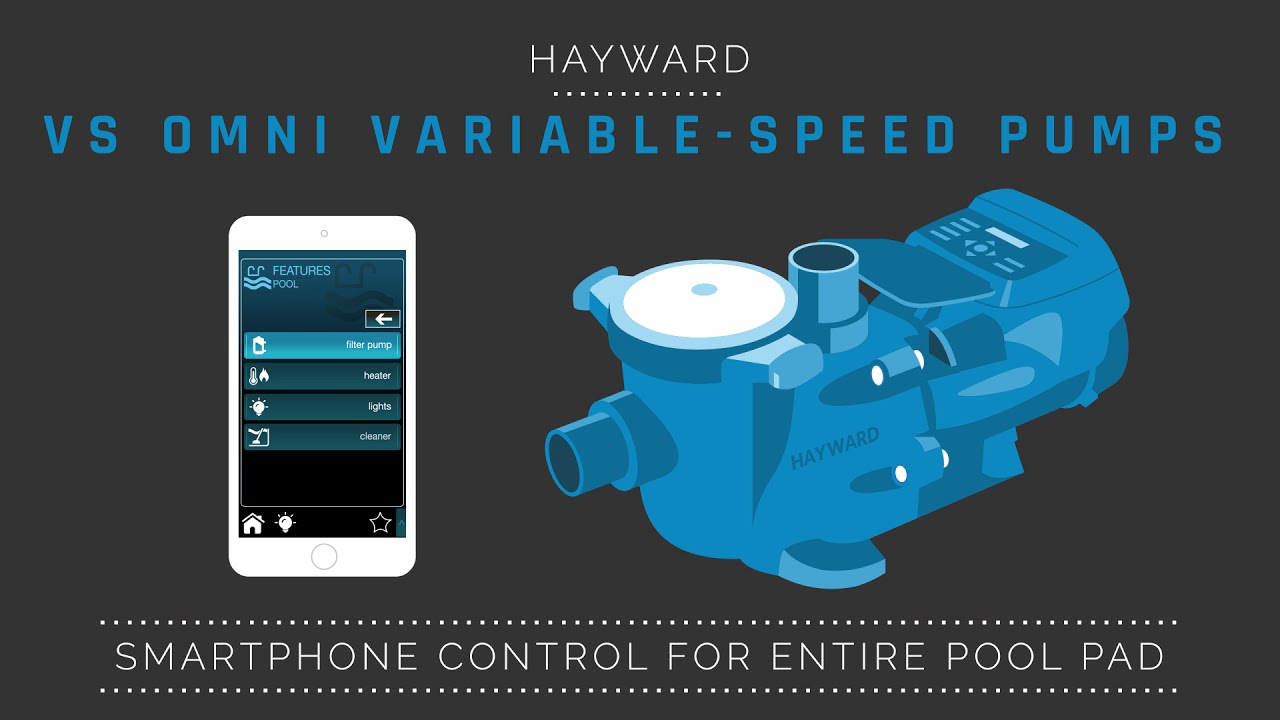 HAYWARD
VS OMNI VARIABLE-SPEED PUMPS
FEATURES
POOL
filter pump
heater
lights
cleaner
HAYWARD
SMARTPHONE CONTROL FOR ENTIRE POOL PAD